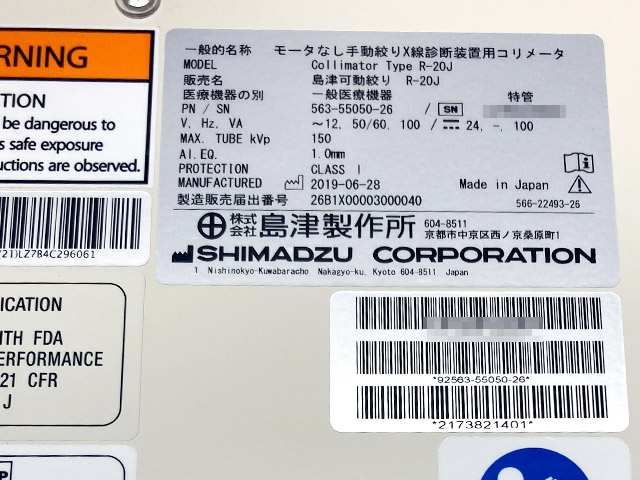 RNING
TION
be dangerous to
s safe exposure
uctions are observed.
(21)LZ7B4C296061
ICATION
ITH FDA
ERFORMANCE
21 CFR
J
P
一般的名称 モータなし手動絞りX線診断装置用コリメータ
MODEL Collimator Type R-20J
販売名 島津可動絞り R-20J
医療機器の別 一般医療機器 特管
PN / SN 563-55050-26 / SN
V, Hz, VA ～12, 50/60, 100 / 24, -, 100
MAX. TUBE kVp 150
Al.EQ. 1.0mm
PROTECTION CLASS I
MANUFACTURED 2019-06-28 Made in Japan
製造販売届出番号 26B1X00003000040 566-22493-26
株式会社 島津製作所 604-8511
京都市中京区西ノ京桑原町1
SHIMADZU CORPORATION
1, Nishinokyo-Kuwabaracho, Nakagyo-ku, Kyoto 604-8511 Japan
*92563-55050-26*
*2173821401*